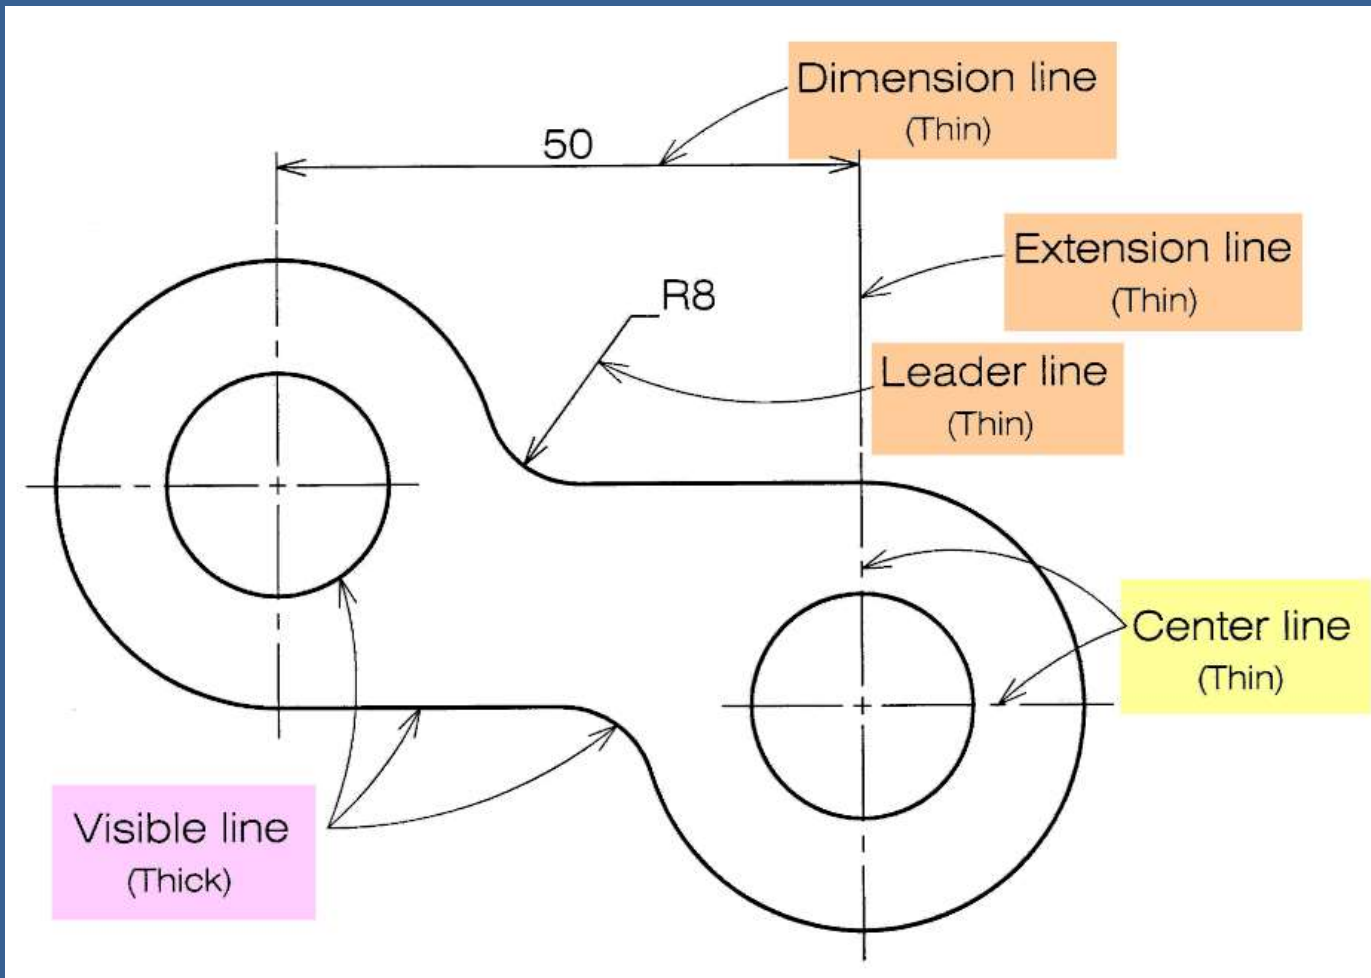 Dimension line
(Thin)
50
Extension line
(Thin)
R8
Leader line
(Thin)
Center line
(Thin)
Visible line
(Thick)